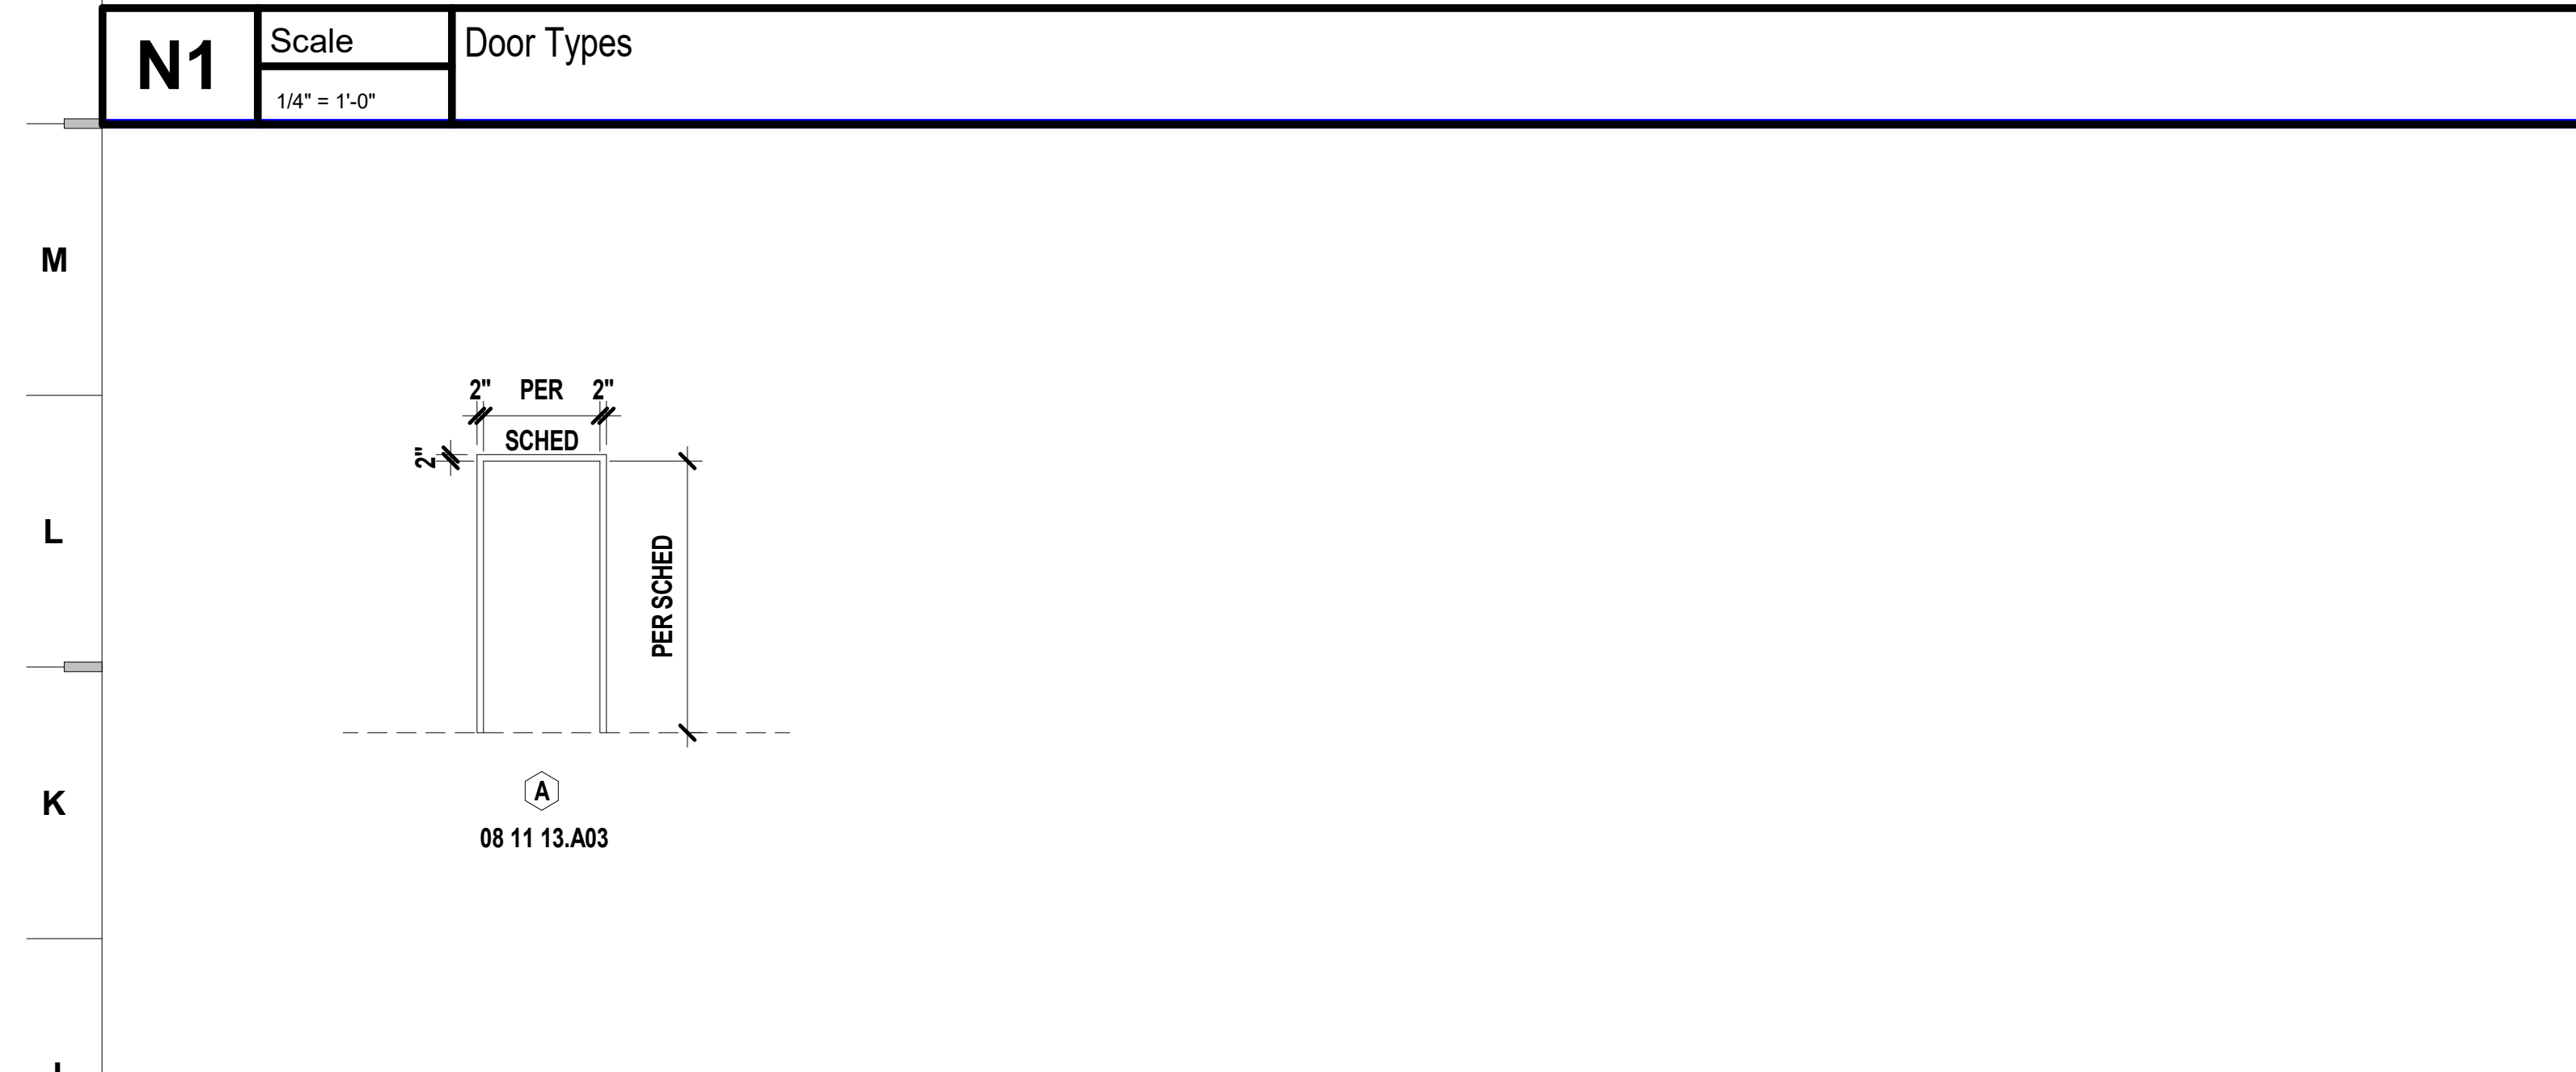 N1
Scale
Door Types
1/4" = 1'-0"
M
2" PER 2"
SCHED
2"
L
PER SCHED
K
A
08 11 13.A03